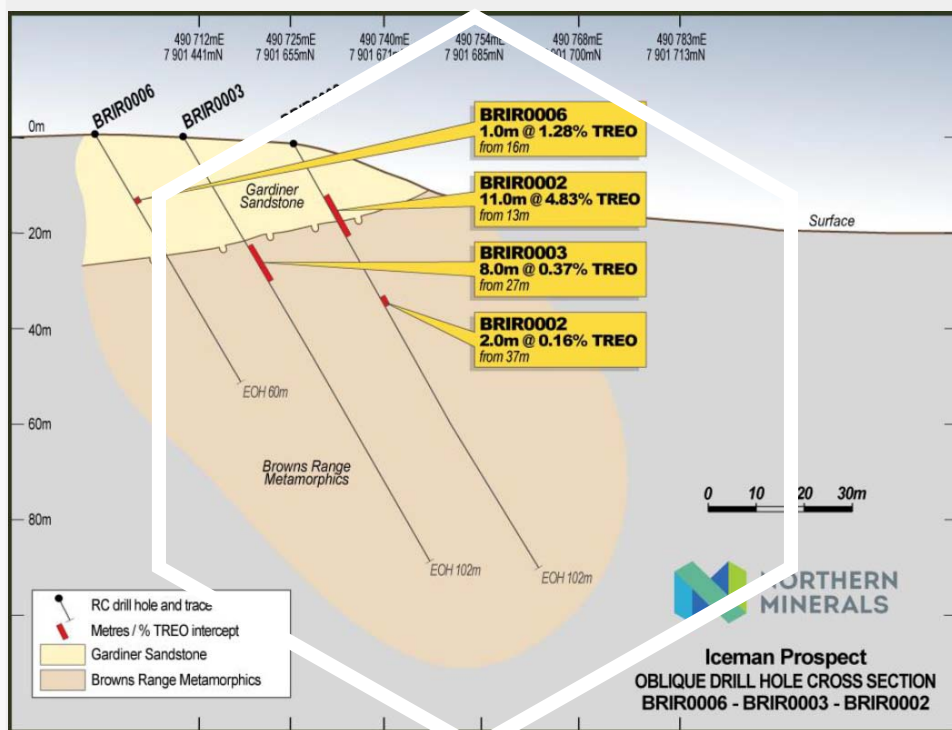 490 712mE 490 725mE 490 740mE 490 754mE 490 768mE 490 783mE
7 901 441mN 7 901 655mN 7 901 671mN 7 901 685mN 901 700mN 7 901 713mN
BRIR0006
BRIR0003
0m
BRIR0006
1.0m @ 1.28% TREO
from 16m
Gardiner
Sandstone
BRIR0002
11.0m @ 4.83% TREO
from 13m
Surface
20m
BRIR0003
8.0m @ 0.37% TREO
from 27m
BRIR0002
2.0m @ 0.16% TREO
from 37m
40m
EOH 60m
60m
Browns Range
Metamorphics
0 10 20 30m
80m
EOH 102m
EOH 102m
NORTHERN
MINERALS
RC drill hole and trace
Metres / % TREO intercept
Gardiner Sandstone
Browns Range Metamorphics
Iceman Prospect
OBLIQUE DRILL HOLE CROSS SECTION
BRIR0006 - BRIR0003 - BRIR0002